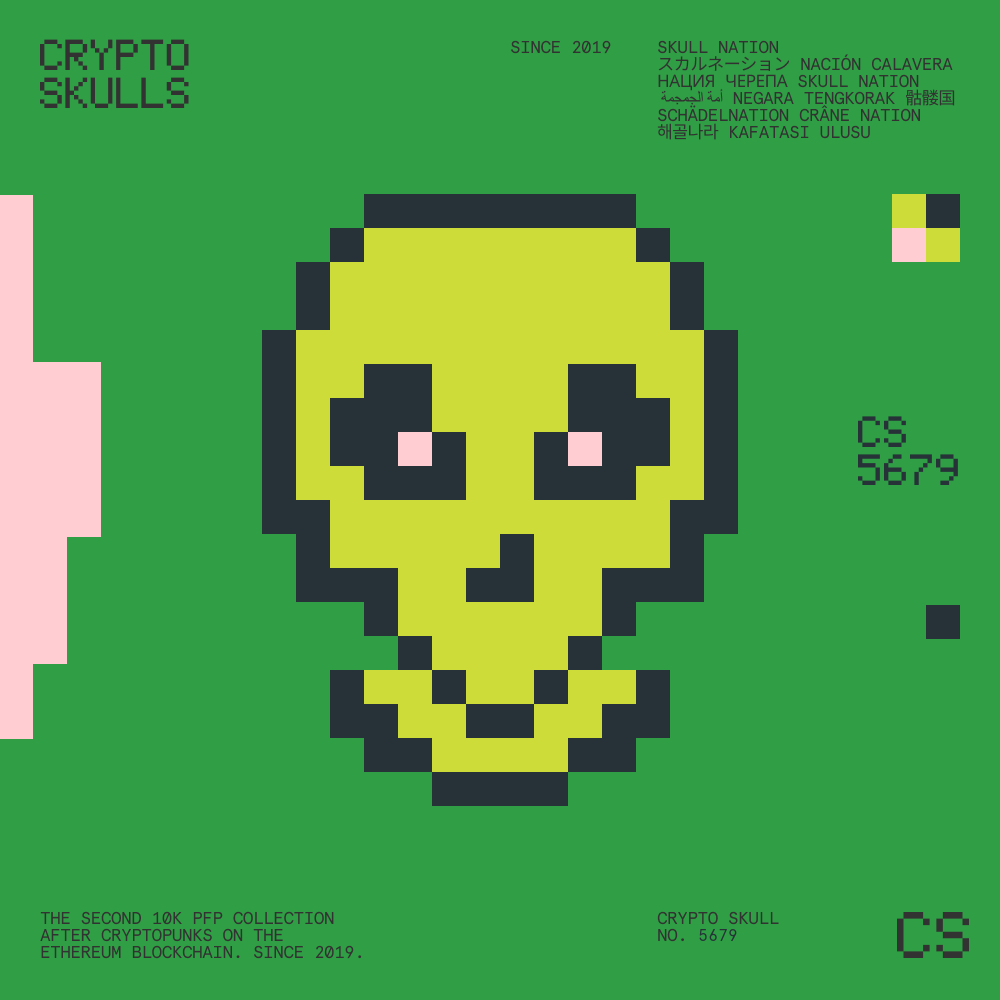 CRYPTO
SKULLS
SINCE 2019
SKULL NATION
スカルネーション NACIÓN CALAVERA
НАЦИЯ ЧЕРЕПА SKULL NATION
أمة الجمجمة NEGARA TENGKORAK 骷髅国
SCHÄDELNATION CRÂNE NATION
해골나라 KAFATASI ULUSU
CS
5679
THE SECOND 10K PFP COLLECTION
AFTER CRYPTOPUNKS ON THE
ETHEREUM BLOCKCHAIN. SINCE 2019.
CRYPTO SKULL
NO. 5679
CS